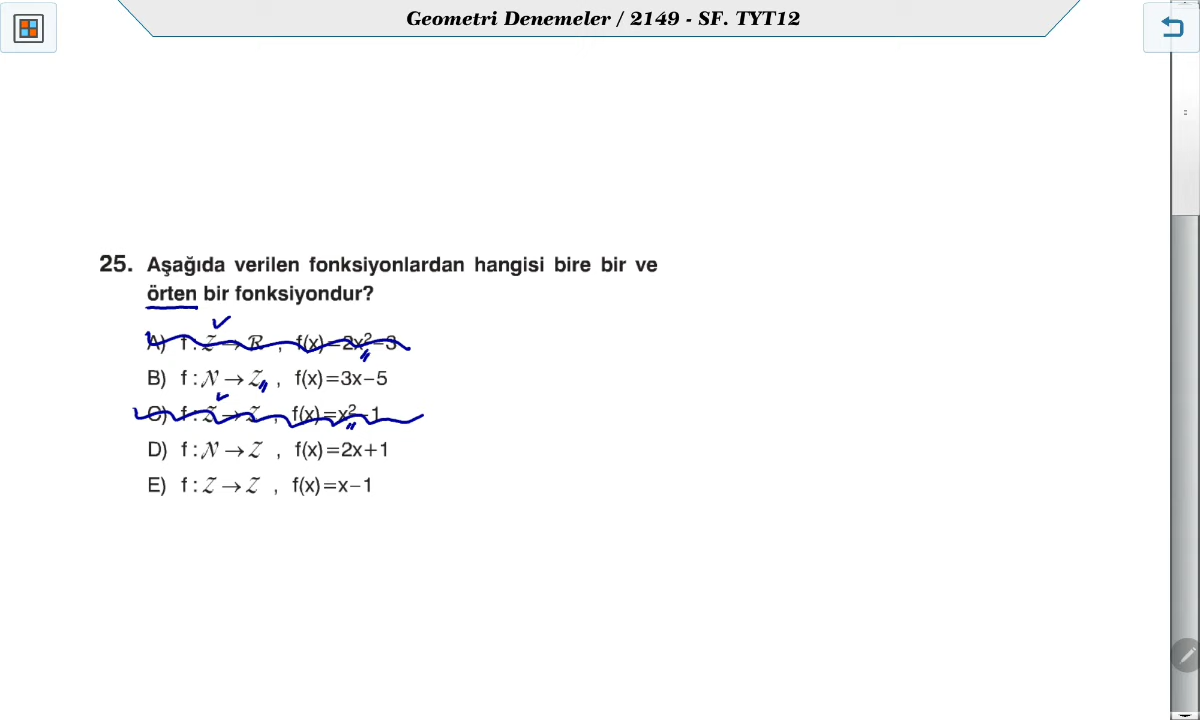 Geometri Denemeler / 2149 - SF. TYT12
25. Aşağıda verilen fonksiyonlardan hangisi bire bir ve
örten bir fonksiyondur?
A) f : Z → R , f(x)=2x²−3
B) f : N → Z , f(x)=3x−5
C) f : Z → Z , f(x)=x²−1
D) f : N → Z , f(x)=2x+1
E) f : Z → Z , f(x)=x−1